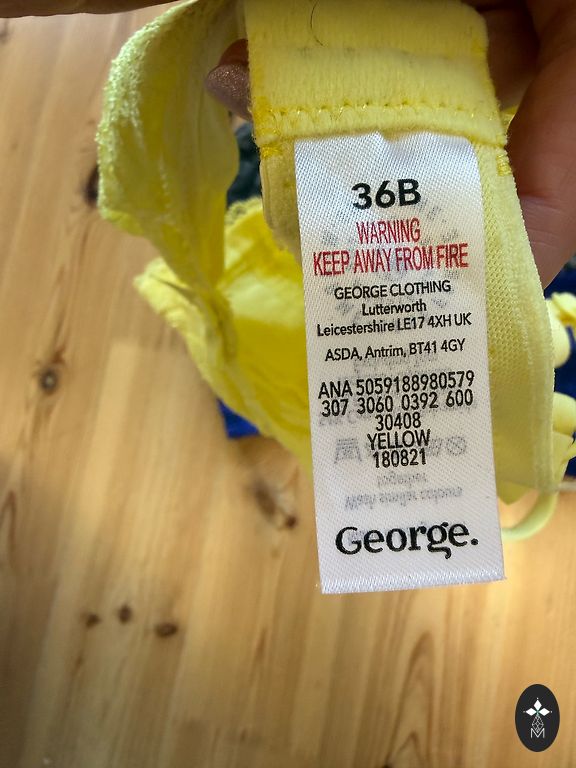 36B
WARNING
KEEP AWAY FROM FIRE
GEORGE CLOTHING
Lutterworth
Leicestershire LE17 4XH UK
ASDA, Antrim, BT41 4GY
ANA 5059188980579
307 3060 0392 600
30408
YELLOW
180821
George.
M